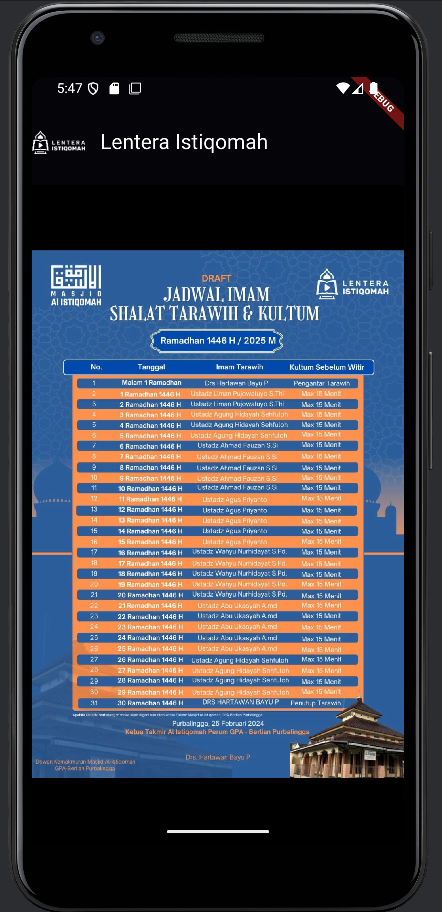 5:47
DEBUG
LENTERA ISTIQOMAH
Lentera Istiqomah
MASJID
Al ISTIQOMAH
DRAFT
LENTERA
ISTIQOMAH
JADWAL IMAM
SHALAT TARAWIH & KULTUM
Ramadhan 1446 H / 2025 M
No. Tanggal Imam Tarawih Kultum Sebelum Witir
1 Malam 1 Ramadhan Drs Hartawan Bayu P Pengantar Tarawih
2 1 Ramadhan 1446 H Ustadz Liman Pujowaluyo S.Thi Max 15 Menit
3 2 Ramadhan 1446 H Ustadz Liman Pujowaluyo S.Thi Max 15 Menit
4 3 Ramadhan 1446 H Ustadz Agung Hidayah Sehfuloh Max 15 Menit
5 4 Ramadhan 1446 H Ustadz Agung Hidayah Sehfuloh Max 15 Menit
6 5 Ramadhan 1446 H Ustadz Agung Hidayah Sehfuloh Max 15 Menit
7 6 Ramadhan 1446 H Ustadz Ahmad Fauzan S.Si Max 15 Menit
8 7 Ramadhan 1446 H Ustadz Ahmad Fauzan S.Si Max 15 Menit
9 8 Ramadhan 1446 H Ustadz Ahmad Fauzan S.Si Max 15 Menit
10 9 Ramadhan 1446 H Ustadz Ahmad Fauzan S.Si Max 15 Menit
11 10 Ramadhan 1446 H Ustadz Ahmad Fauzan S.Si Max 15 Menit
12 11 Ramadhan 1446 H Ustadz Agus Priyanto Max 15 Menit
13 12 Ramadhan 1446 H Ustadz Agus Priyanto Max 15 Menit
14 13 Ramadhan 1446 H Ustadz Agus Priyanto Max 15 Menit
15 14 Ramadhan 1446 H Ustadz Agus Priyanto Max 15 Menit
16 15 Ramadhan 1446 H Ustadz Agus Priyanto Max 15 Menit
17 16 Ramadhan 1446 H Ustadz Wahyu Nurhidayat S.Pd. Max 15 Menit
18 17 Ramadhan 1446 H Ustadz Wahyu Nurhidayat S.Pd. Max 15 Menit
19 18 Ramadhan 1446 H Ustadz Wahyu Nurhidayat S.Pd. Max 15 Menit
20 19 Ramadhan 1446 H Ustadz Wahyu Nurhidayat S.Pd. Max 15 Menit
21 20 Ramadhan 1446 H Ustadz Wahyu Nurhidayat S.Pd. Max 15 Menit
22 21 Ramadhan 1446 H Ustadz Abu Ukasyah A.md Max 15 Menit
23 22 Ramadhan 1446 H Ustadz Abu Ukasyah A.md Max 15 Menit
24 23 Ramadhan 1446 H Ustadz Abu Ukasyah A.md Max 15 Menit
25 24 Ramadhan 1446 H Ustadz Abu Ukasyah A.md Max 15 Menit
26 25 Ramadhan 1446 H Ustadz Abu Ukasyah A.md Max 15 Menit
27 26 Ramadhan 1446 H Ustadz Agung Hidayah Sehfuloh Max 15 Menit
28 27 Ramadhan 1446 H Ustadz Agung Hidayah Sehfuloh Max 15 Menit
29 28 Ramadhan 1446 H Ustadz Agung Hidayah Sehfuloh Max 15 Menit
30 29 Ramadhan 1446 H Ustadz Agung Hidayah Sehfuloh Max 15 Menit
31 30 Ramadhan 1446 H DRS HARTAWAN BAYU P Penutup Tarawih
Purbalingga, 25 Februari 2024
Ketua Takmir Al Istiqomah Perum GPA - Berlian Purbalingga
Drs. Hartawar Bayu P
Dewan Kemakmuran Masjid Al Istiqomah
GPA-Berlian Purbalingga